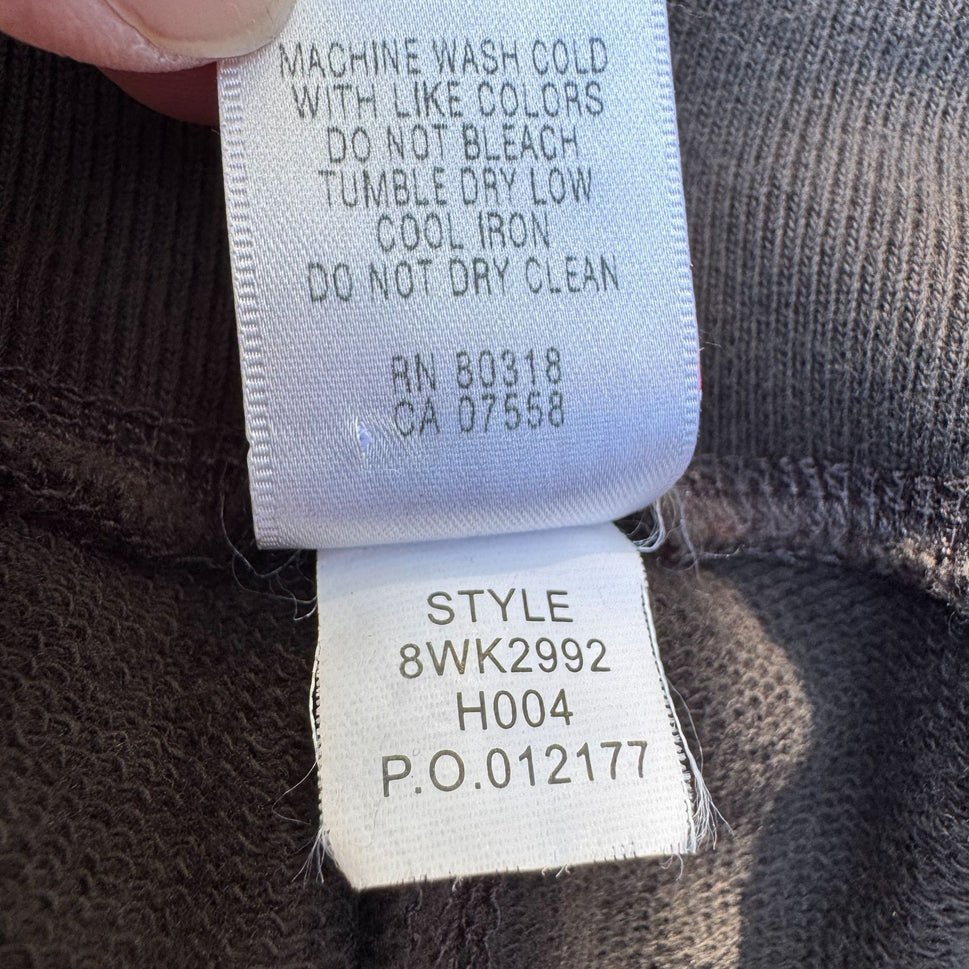 MACHINE WASH COLD
WITH LIKE COLORS
DO NOT BLEACH
TUMBLE DRY LOW
COOL IRON
DO NOT DRY CLEAN
RN 80318
CA 07558
STYLE
8WK2992
H004
P.O.012177